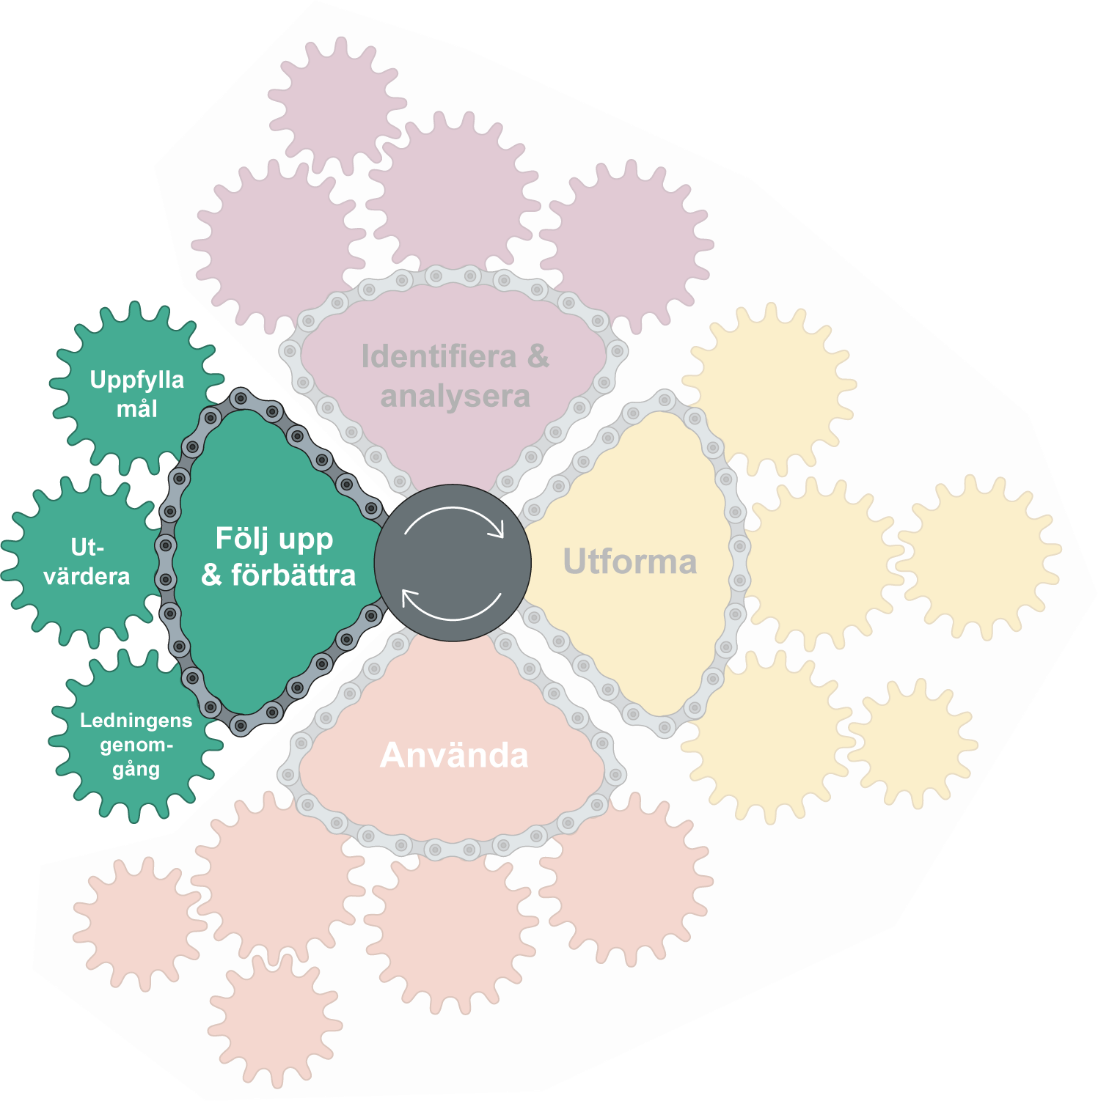 Identifiera &
analysera
Uppfylla
mål
Ut-
värdera
Ledningens
genom-
gång
Följ upp
& förbättra
Utforma
Använda